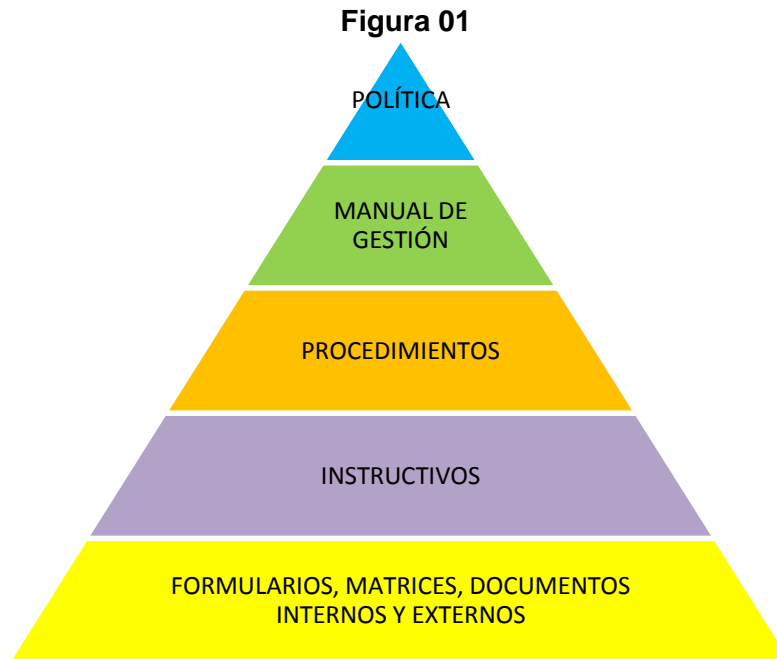 Figura 01
POLÍTICA
MANUAL DE
GESTIÓN
PROCEDIMIENTOS
INSTRUCTIVOS
FORMULARIOS, MATRICES, DOCUMENTOS
INTERNOS Y EXTERNOS